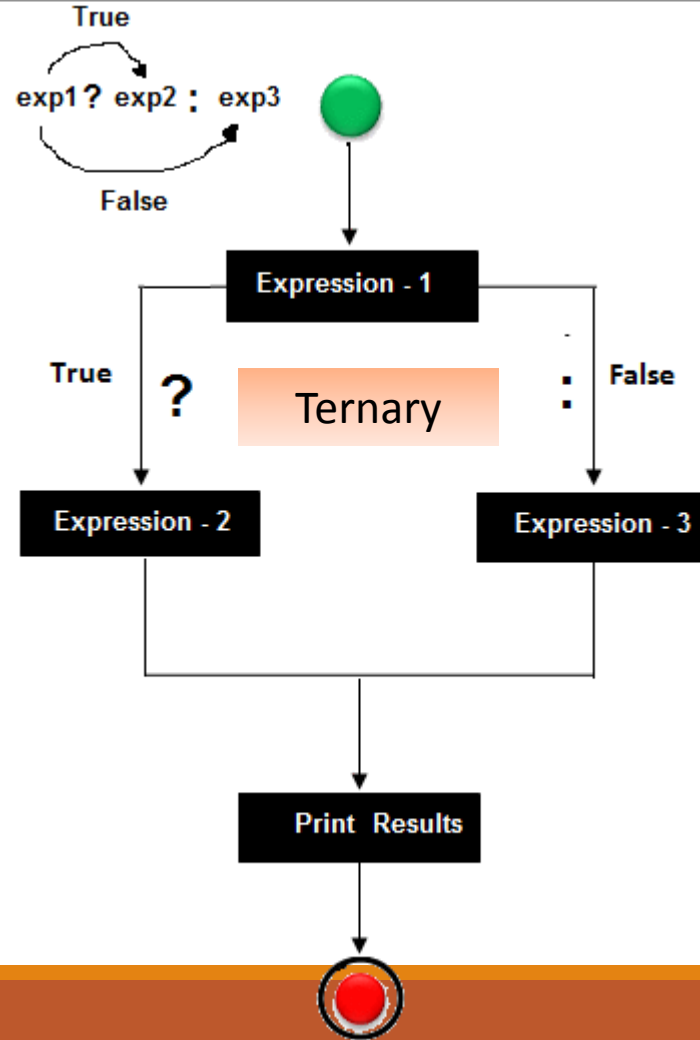 True
exp1 ? exp2 : exp3
False
Expression - 1
True ? Ternary : False
Expression - 2 Expression - 3
Print Results